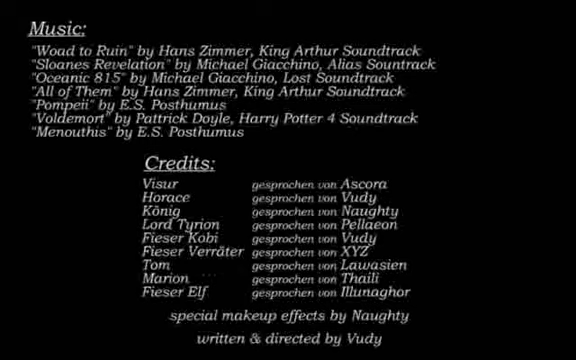 Music:
"Woad to Ruin" by Hans Zimmer, King Arthur Soundtrack
"Sloanes Revelation" by Michael Giacchino, Alias Sountrack
"Oceanic 815" by Michael Giacchino, Lost Soundtrack
"All of Them" by Hans Zimmer, King Arthur Soundtrack
"Pompeii" by E.S. Posthumus
"Voldemort" by Pattrick Doyle, Harry Potter 4 Soundtrack
"Menouthis" by E.S. Posthumus
Credits:
Visur gesprochen von Ascora
Horace gesprochen von Vudy
König gesprochen von Naughty
Lord Tyrion gesprochen von Pellaeon
Fieser Kobi gesprochen von Vudy
Fieser Verräter gesprochen von XYZ
Tom gesprochen von Lawasien
Marion gesprochen von Thaili
Fieser Elf gesprochen von Illunaghor
special makeup effects by Naughty
written & directed by Vudy